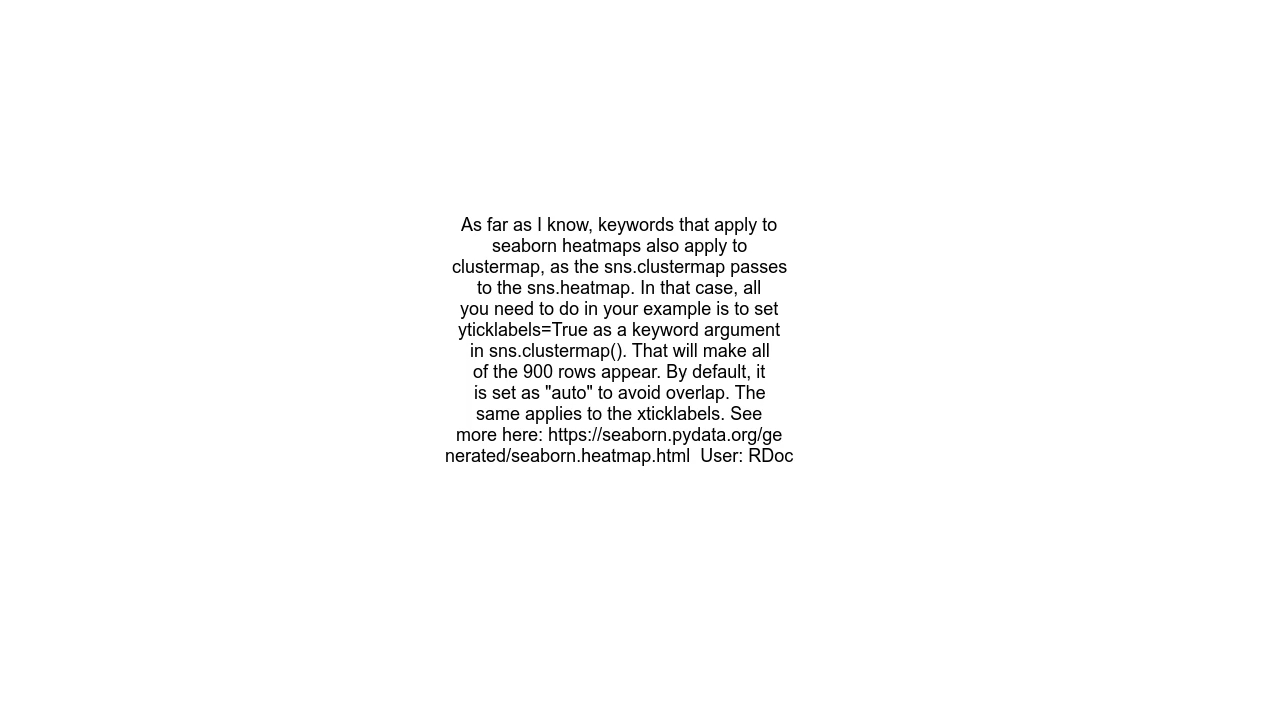 As far as I know, keywords that apply to
seaborn heatmaps also apply to
clustermap, as the sns.clustermap passes
to the sns.heatmap. In that case, all
you need to do in your example is to set
yticklabels=True as a keyword argument
in sns.clustermap(). That will make all
of the 900 rows appear. By default, it
is set as "auto" to avoid overlap. The
same applies to the xticklabels. See
more here: https://seaborn.pydata.org/ge
nerated/seaborn.heatmap.html  User: RDoc